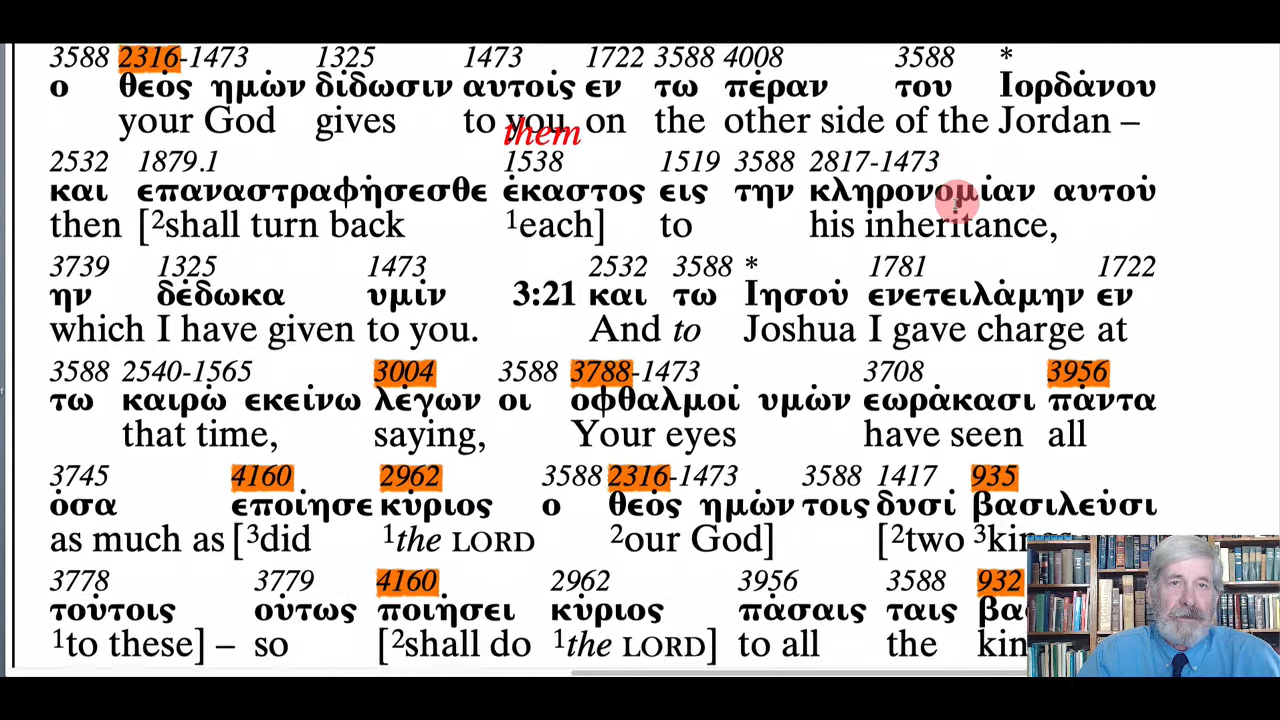 3588 2316-1473 1325 1473 1722 3588 4008 3588 *
ο θεός ημών δίδωσιν αυτοίς εν τω πέραν του Ιορδάνου
your God gives to you on the other side of the Jordan –
them
2532 1879.1 1538 1519 3588 2817-1473
και επαναστραφήσεσθε έκαστος εις την κληρονομίαν αυτού
then [2shall turn back 1each] to his inheritance,
3739 1325 1473 2532 3588 * 1781 1722
ην δέδωκα υμίν 3:21 και τω Ιησού ενετειλάμην εν
which I have given to you. And to Joshua I gave charge at
3588 2540-1565 3004 3588 3788-1473 3708 3956
τω καιρώ εκείνω λέγων οι οφθαλμοί υμών εωράκασι πάντα
that time, saying, Your eyes have seen all
3745 4160 2962 3588 2316-1473 3588 1417 935
όσα εποίησε κύριος ο θεός ημών τοις δυσί βασιλεύσι
as much as [3did 1the LORD 2our God] [2two
3778 3779 4160 2962 3956 3588 932
τούτοις ούτως ποιήσει κύριος πάσαις ταις
1to these] – so [2shall do 1the LORD] to all the